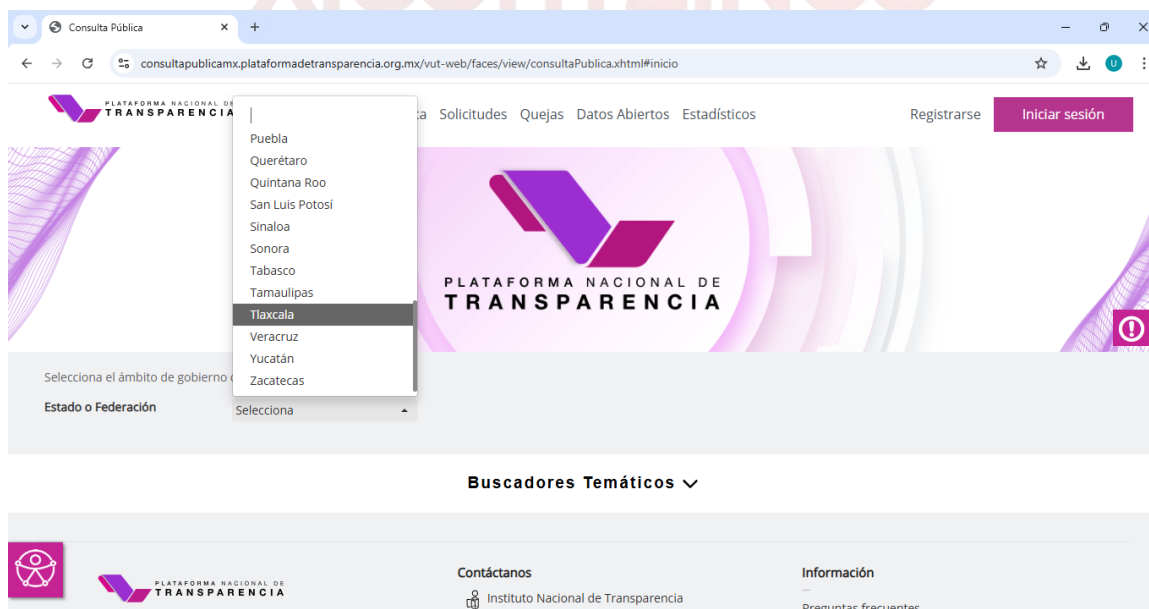 Consulta Pública
consultapublicamx.plataformadetransparencia.org.mx/vut-web/faces/view/consultaPublica.xhtml#inicio
U
PLATAFORMA NACIONAL DE
TRANSPARENCIA
Solicitudes Quejas Datos Abiertos Estadísticos
Registrarse
Iniciar sesión
Puebla
Querétaro
Quintana Roo
San Luis Potosí
Sinaloa
Sonora
Tabasco
Tamaulipas
Tlaxcala
Veracruz
Yucatán
Zacatecas
PLATAFORMA NACIONAL DE
TRANSPARENCIA
Selecciona el ámbito de gobierno
Estado o Federación
Selecciona
Buscadores Temáticos
PLATAFORMA NACIONAL DE
TRANSPARENCIA
Contáctanos
Instituto Nacional de Transparencia
Información
Preguntas frecuentes